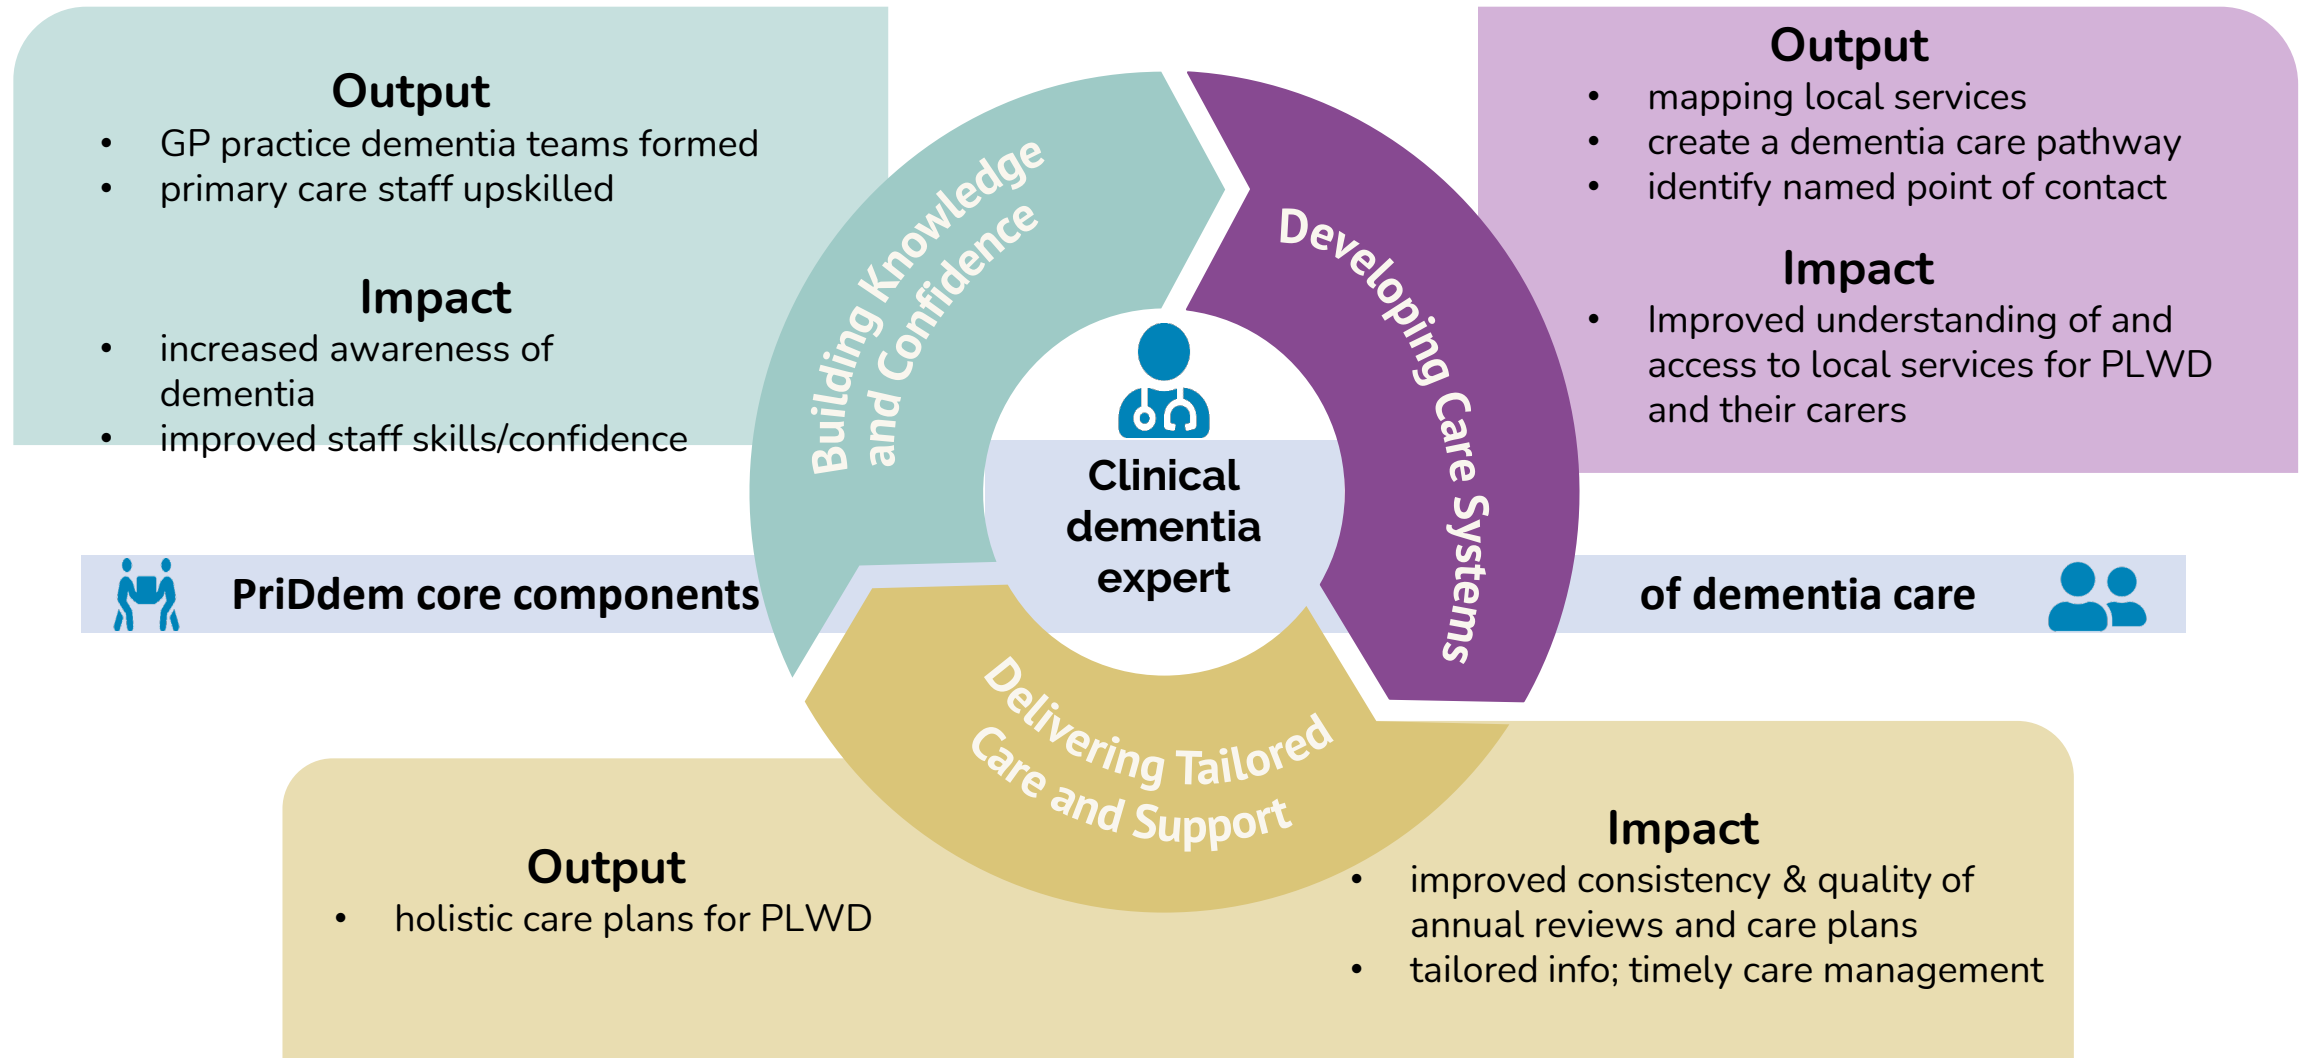 Output
• GP practice dementia teams formed
• primary care staff upskilled
Impact
• increased awareness of
dementia
• improved staff skills/confidence
Building Knowledge
and Confidence
Developing Care Systems
Output
• mapping local services
• create a dementia care pathway
• identify named point of contact
Impact
• Improved understanding of and
access to local services for PLWD
and their carers
Clinical
dementia
expert
PriDdem core components
of dementia care
Delivering Tailored
Care and Support
Output
• holistic care plans for PLWD
Impact
• improved consistency & quality of
annual reviews and care plans
• tailored info; timely care management